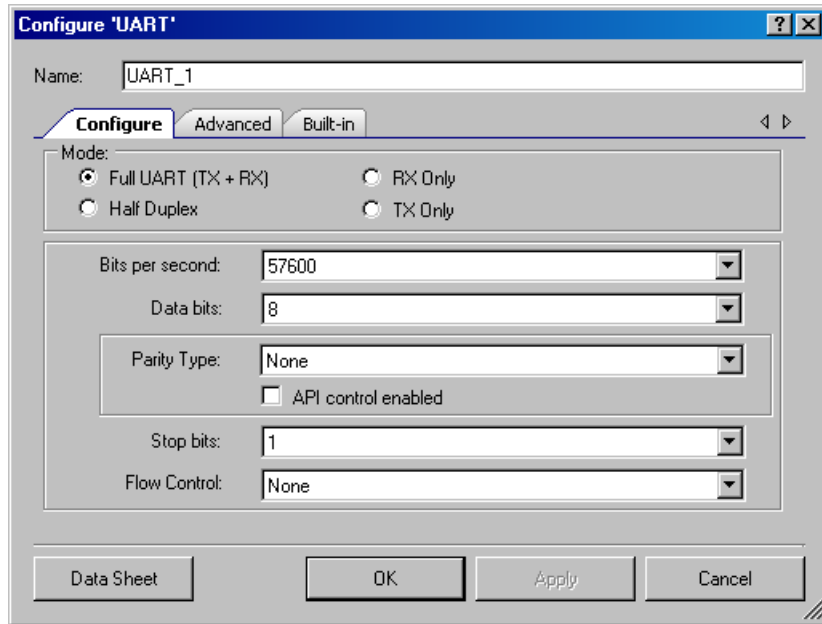 Configure 'UART'
Name: UART_1
Configure Advanced Built-in
Mode:
Full UART (TX + RX) RX Only
Half Duplex TX Only
Bits per second: 57600
Data bits: 8
Parity Type: None
API control enabled
Stop bits: 1
Flow Control: None
Data Sheet OK Apply Cancel